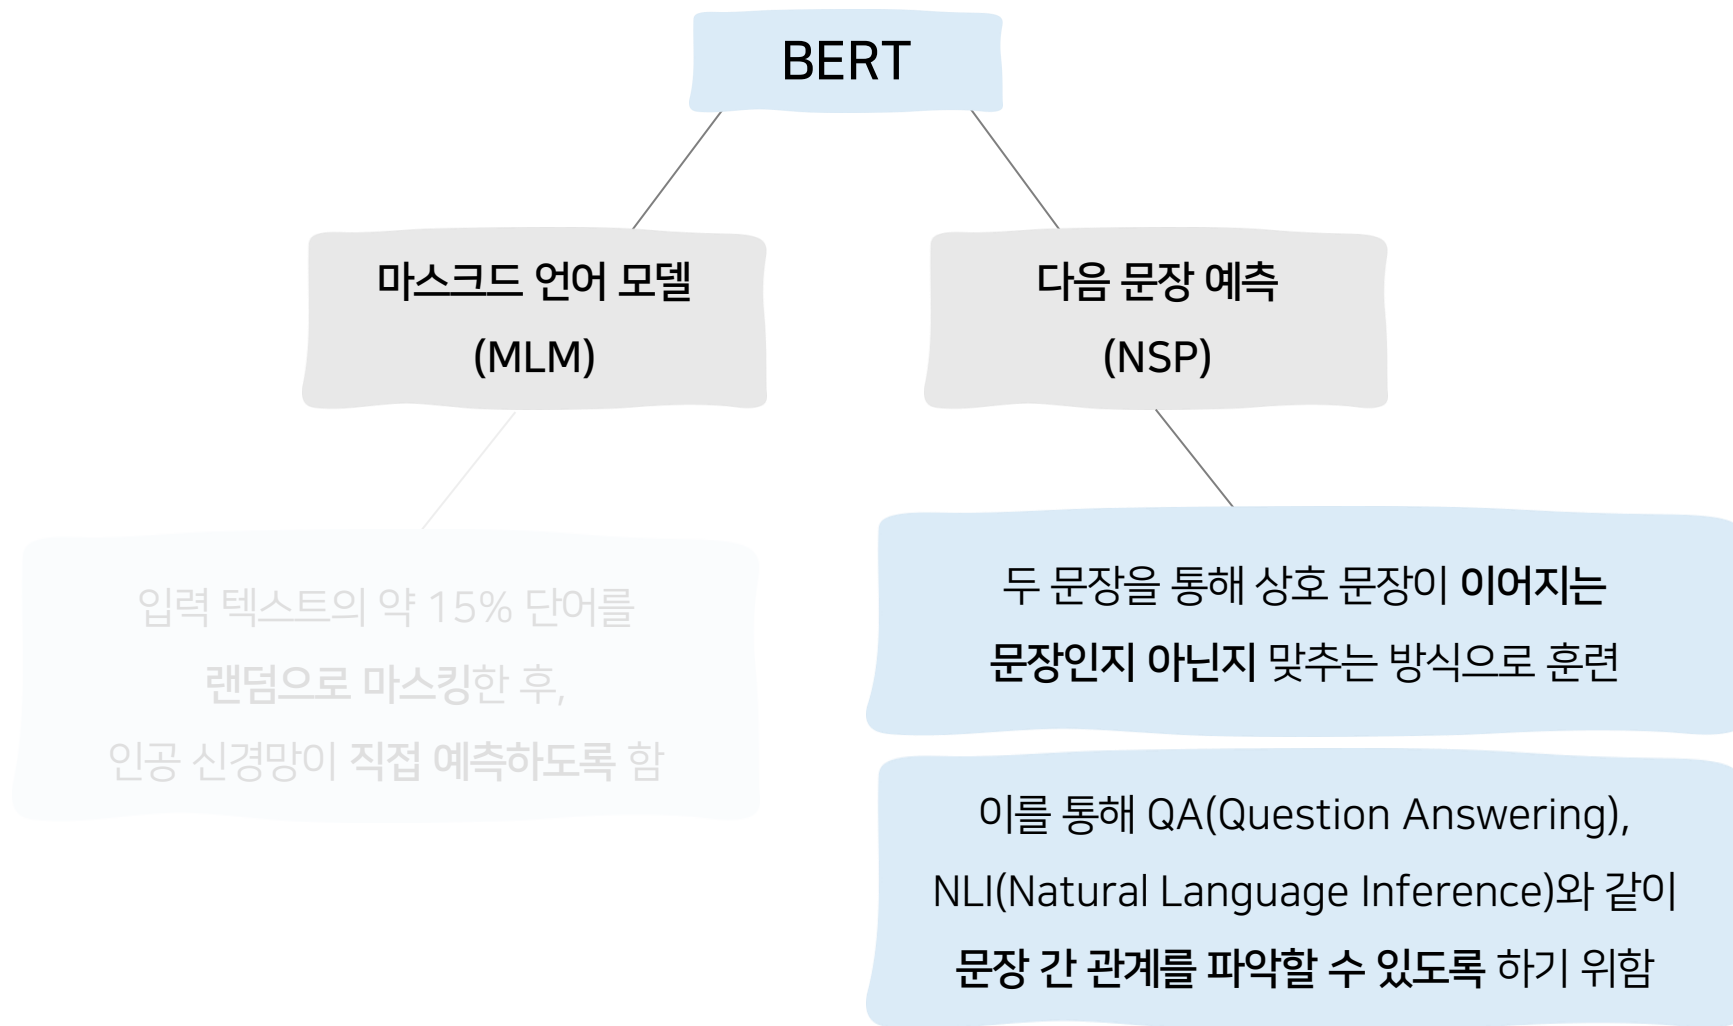 BERT
마스크드 언어 모델
(MLM)
다음 문장 예측
(NSP)
입력 텍스트의 약 15% 단어를
랜덤으로 마스킹한 후,
인공 신경망이 직접 예측하도록 함
두 문장을 통해 상호 문장이 이어지는
문장인지 아닌지 맞추는 방식으로 훈련
이를 통해 QA(Question Answering),
NLI(Natural Language Inference)와 같이
문장 간 관계를 파악할 수 있도록 하기 위함